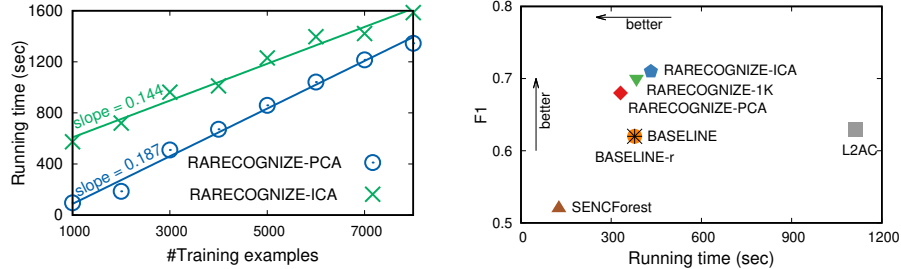 1600
1200
800
400
0
Running time (sec)
slope = 0.144
slope = 0.187
RARECOGNIZE-PCA
RARECOGNIZE-ICA
1000
3000
5000
7000
#Training examples
0.8
0.7
0.6
0.5
F1
better
better
RARECOGNIZE-ICA
RARECOGNIZE-1K
RARECOGNIZE-PCA
BASELINE
BASELINE-r
L2AC
SENCForest
0
300
600
900
1200
Running time (sec)